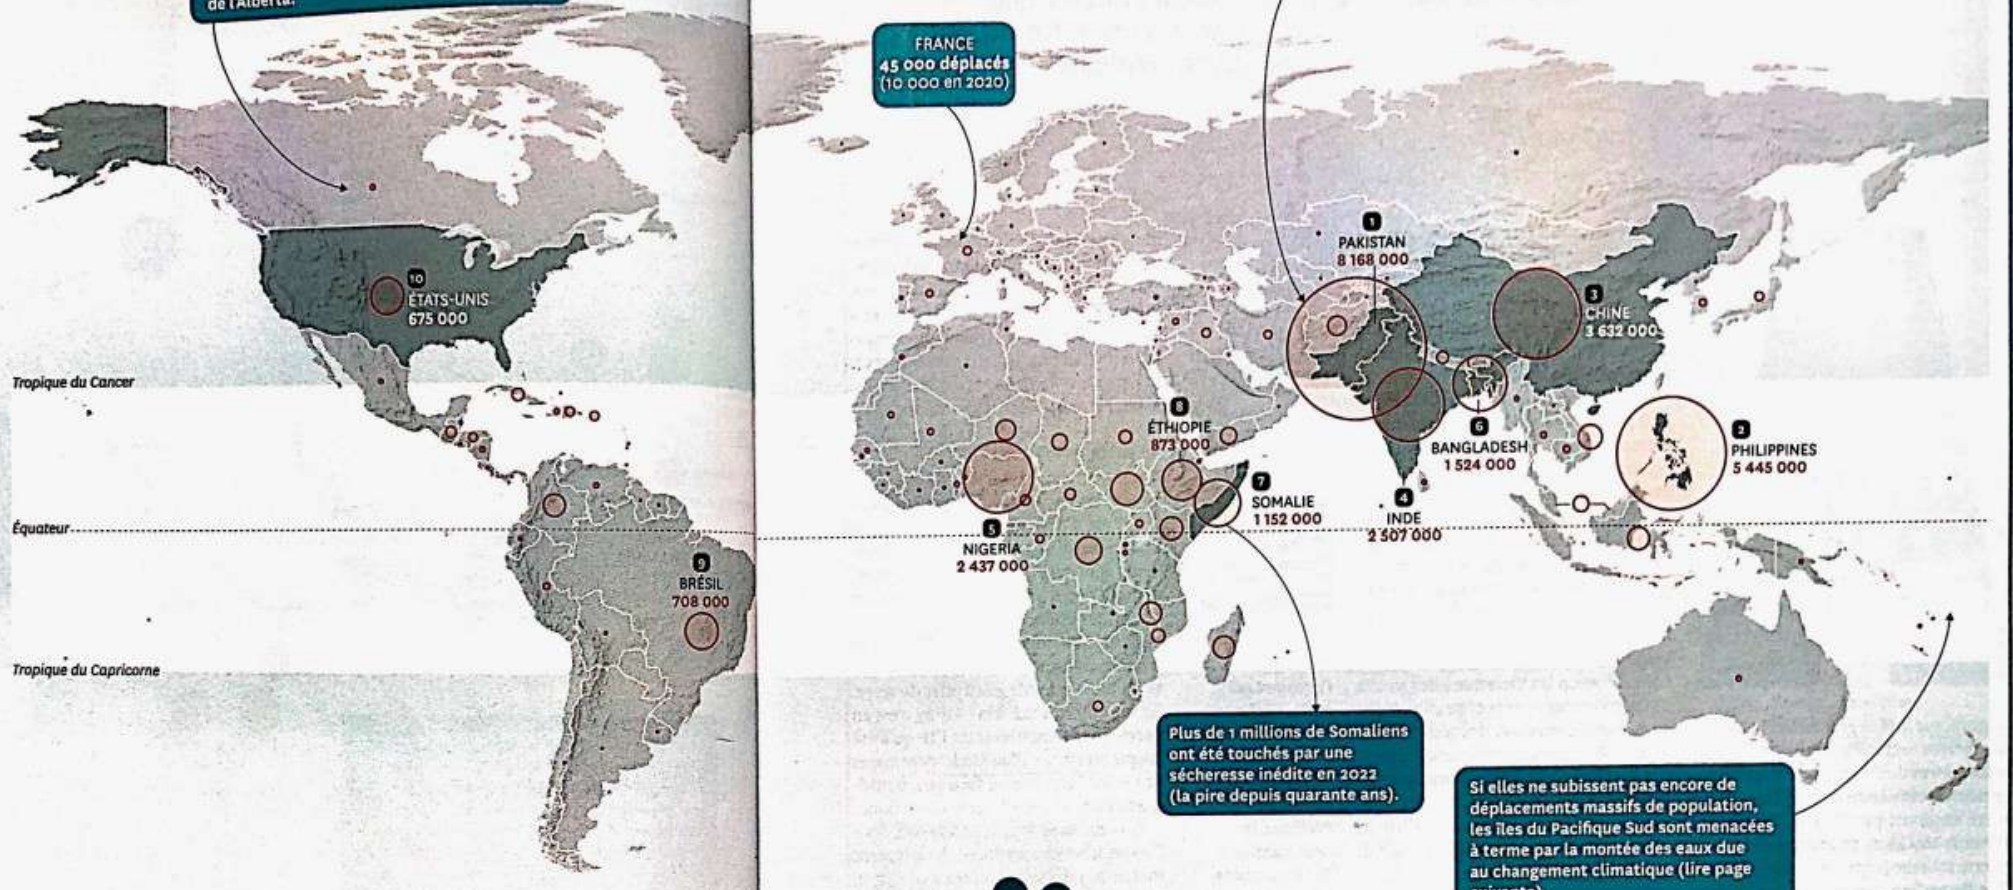 de l'Alberta.
FRANCE
45 000 déplacés
(10 000 en 2020)
1
PAKISTAN
8 168 000
10
ÉTATS-UNIS
675 000
3
CHINE
3 632 000
Tropique du Cancer
8
ÉTHIOPIE
873 000
6
BANGLADESH
1 524 000
2
PHILIPPINES
5 445 000
7
SOMALIE
1 152 000
4
INDE
2 507 000
Équateur
5
NIGERIA
2 437 000
9
BRÉSIL
708 000
Tropique du Capricorne
Plus de 1 millions de Somaliens
ont été touchés par une
sécheresse inédite en 2022
(la pire depuis quarante ans).
Si elles ne subissent pas encore de
déplacements massifs de population,
les îles du Pacifique Sud sont menacées
à terme par la montée des eaux due
au changement climatique (lire page